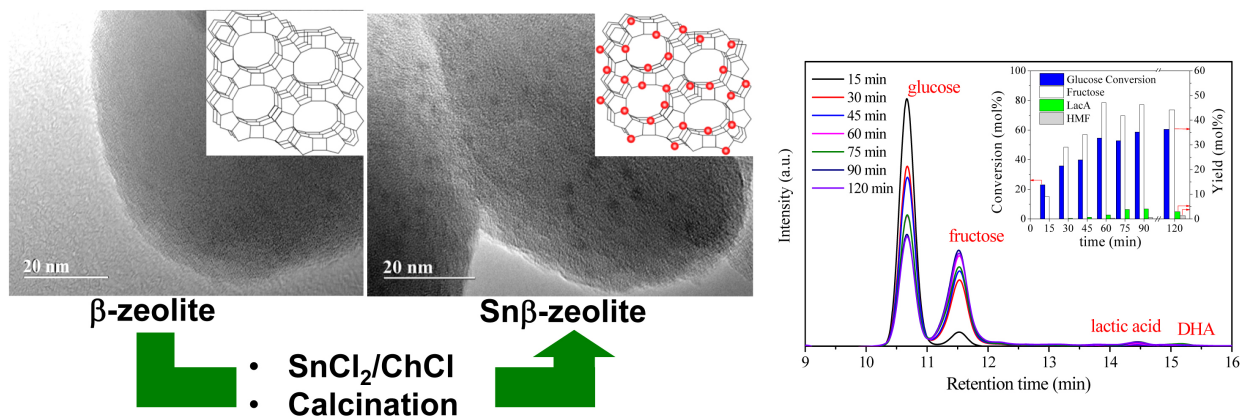 20 nm
20 nm
β-zeolite
Snβ-zeolite
• SnCl₂/ChCl
• Calcination
15 min
30 min
45 min
60 min
75 min
90 min
120 min
glucose
fructose
lactic acid
DHA
Intensity (a.u.)
9 10 11 12 13 14 15 16
Retention time (min)
Glucose Conversion
Fructose
LacA
HMF
Conversion (mol%)
100
80
60
40
20
0
Yield (mol%)
60
50
40
30
20
10
0
0 15 30 45 60 75 90 120
time (min)